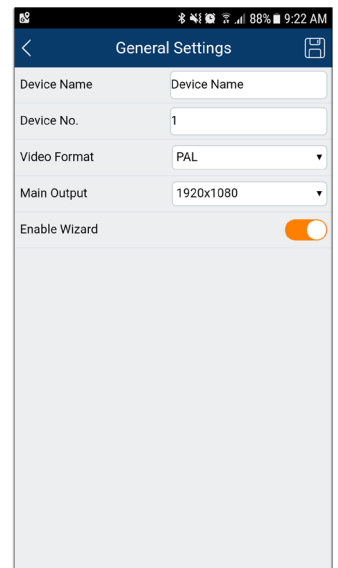 88% 9:22 AM
General Settings
Device Name Device Name
Device No. 1
Video Format PAL
Main Output 1920x1080
Enable Wizard